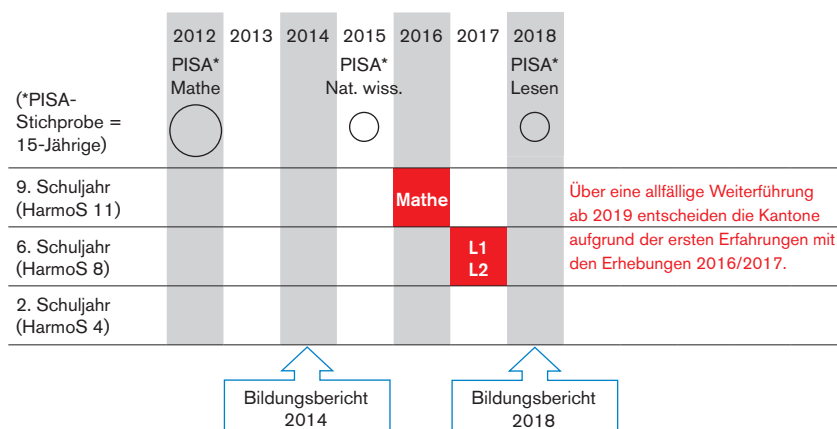 2012 2013 2014 2015 2016 2017 2018
PISA* PISA* PISA*
Mathe Nat. wiss. Lesen
(*PISA-
Stichprobe =
15-Jährige)
9. Schuljahr
(HarmoS 11)
Mathe
6. Schuljahr
(HarmoS 8)
L1
L2
Über eine allfällige Weiterführung
ab 2019 entscheiden die Kantone
aufgrund der ersten Erfahrungen mit
den Erhebungen 2016/2017.
2. Schuljahr
(HarmoS 4)
Bildungsbericht
2014
Bildungsbericht
2018